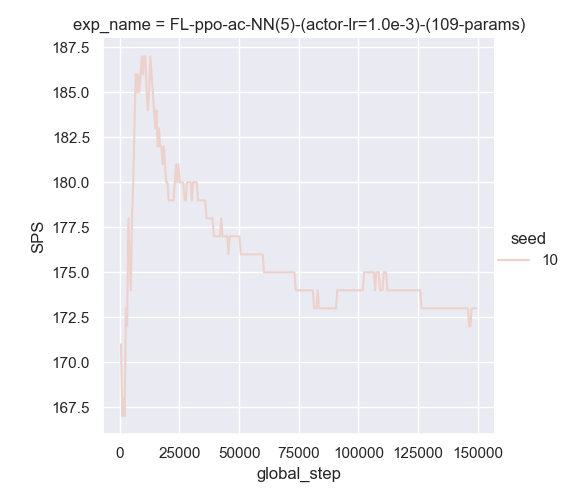 exp_name = FL-ppo-ac-NN(5)-(actor-lr=1.0e-3)-(109-params)
187.5
185.0
182.5
180.0
177.5
175.0
172.5
170.0
167.5
SPS
seed
10
0 25000 50000 75000 100000 125000 150000
global_step